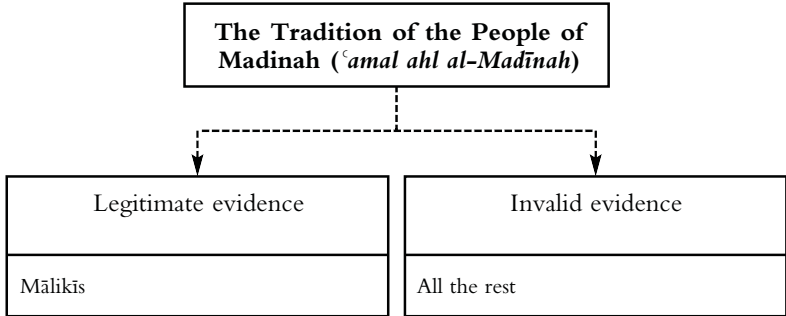 The Tradition of the People of
Madinah (ʿamal ahl al-Madīnah)
Legitimate evidence
Invalid evidence
Mālikīs
All the rest